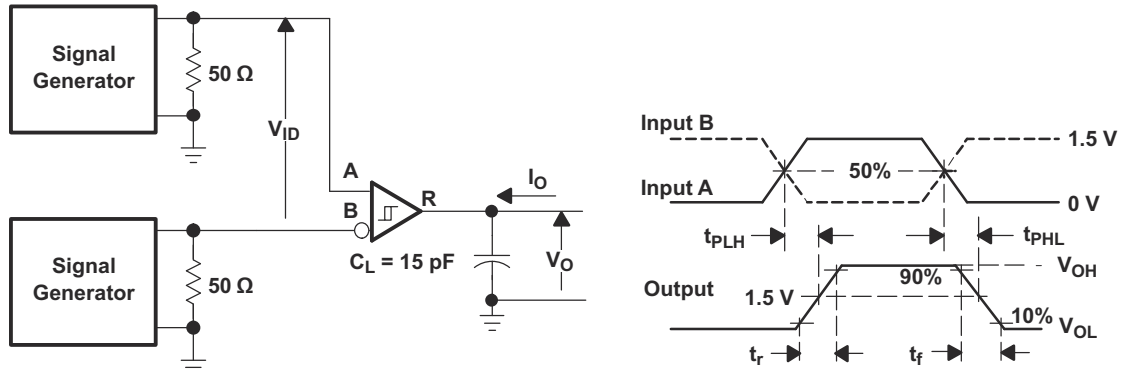 Signal
Generator
50 Ω
V_ID
A
B
R
I_O
C_L = 15 pF
V_O
Signal
Generator
50 Ω
Input B
1.5 V
50%
Input A
0 V
t_PLH
t_PHL
V_OH
90%
Output
1.5 V
10%
V_OL
t_r
t_f